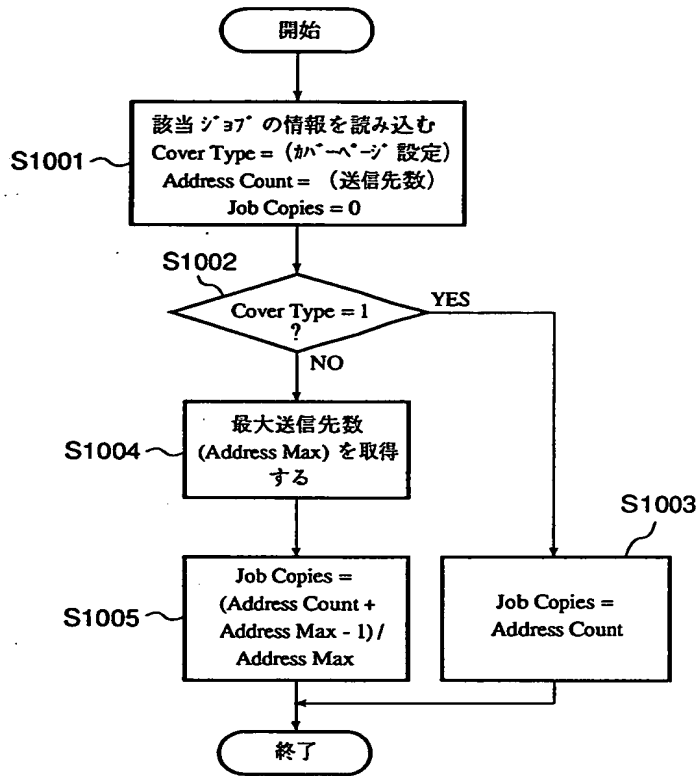 開始
該当 ｼﾞｮﾌﾞ の情報を読み込む
Cover Type = (ｶﾊﾞｰﾍﾟｰｼﾞ 設定)
Address Count = (送信先数)
Job Copies = 0
S1001
S1002
Cover Type = 1
?
YES
NO
最大送信先数
(Address Max) を取得
する
S1004
S1003
Job Copies =
(Address Count +
Address Max - 1) /
Address Max
S1005
Job Copies =
Address Count
終了